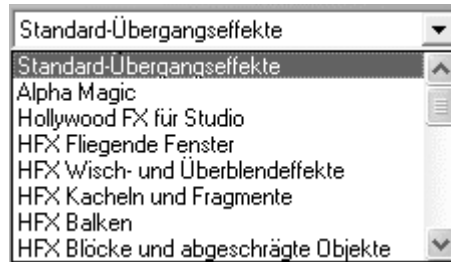 Standard-Übergangseffekte
Standard-Übergangseffekte
Alpha Magic
Hollywood FX für Studio
HFX Fliegende Fenster
HFX Wisch- und Überblendeffekte
HFX Kacheln und Fragmente
HFX Balken
HFX Blöcke und abgeschrägte Objekte